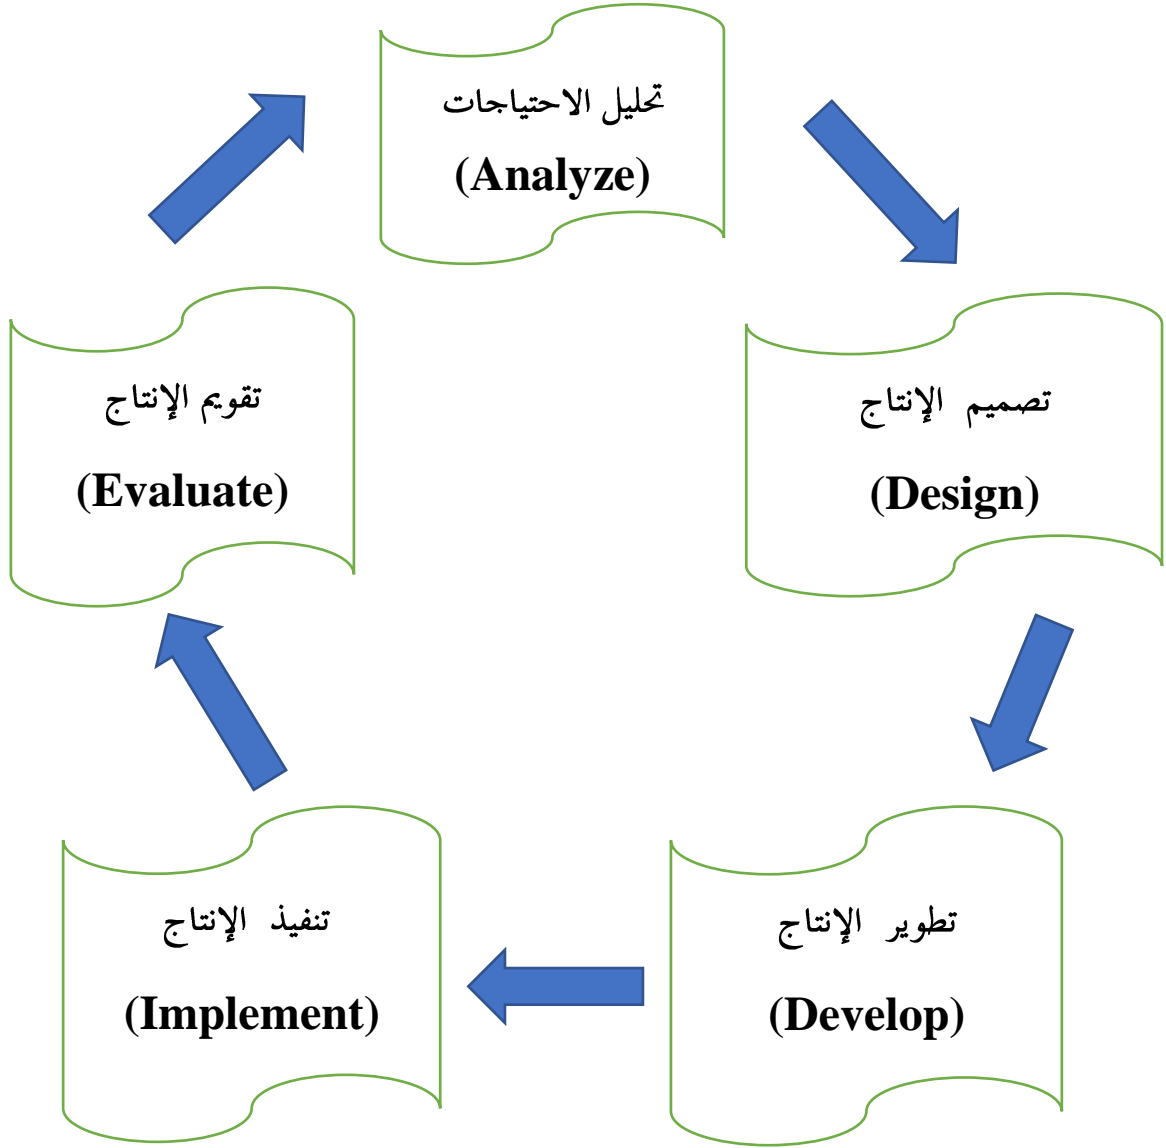 تحليل الاحتياجات
(Analyze)
تصميم الإنتاج
(Design)
تطوير الإنتاج
(Develop)
تنفيذ الإنتاج
(Implement)
تقويم الإنتاج
(Evaluate)